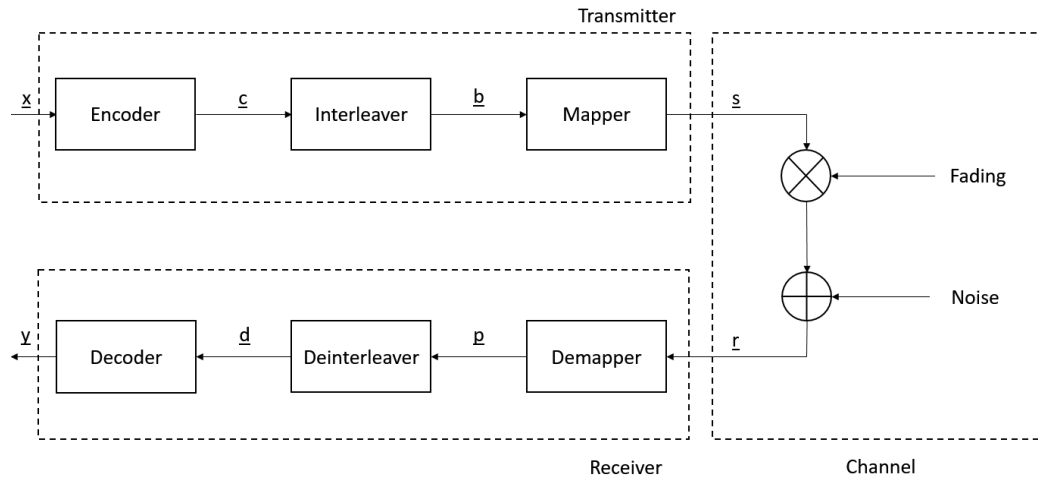 Transmitter
x
Encoder
c
Interleaver
b
Mapper
s
Fading
Noise
y
Decoder
d
Deinterleaver
p
Demapper
r
Receiver
Channel